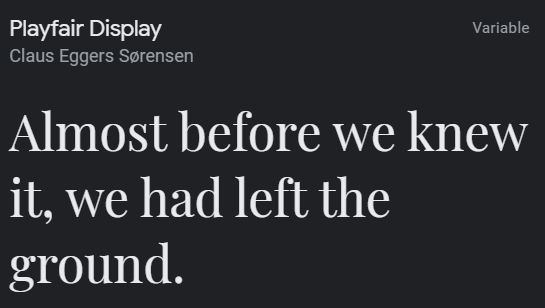 Playfair Display
Variable
Claus Eggers Sørensen
Almost before we knew
it, we had left the
ground.